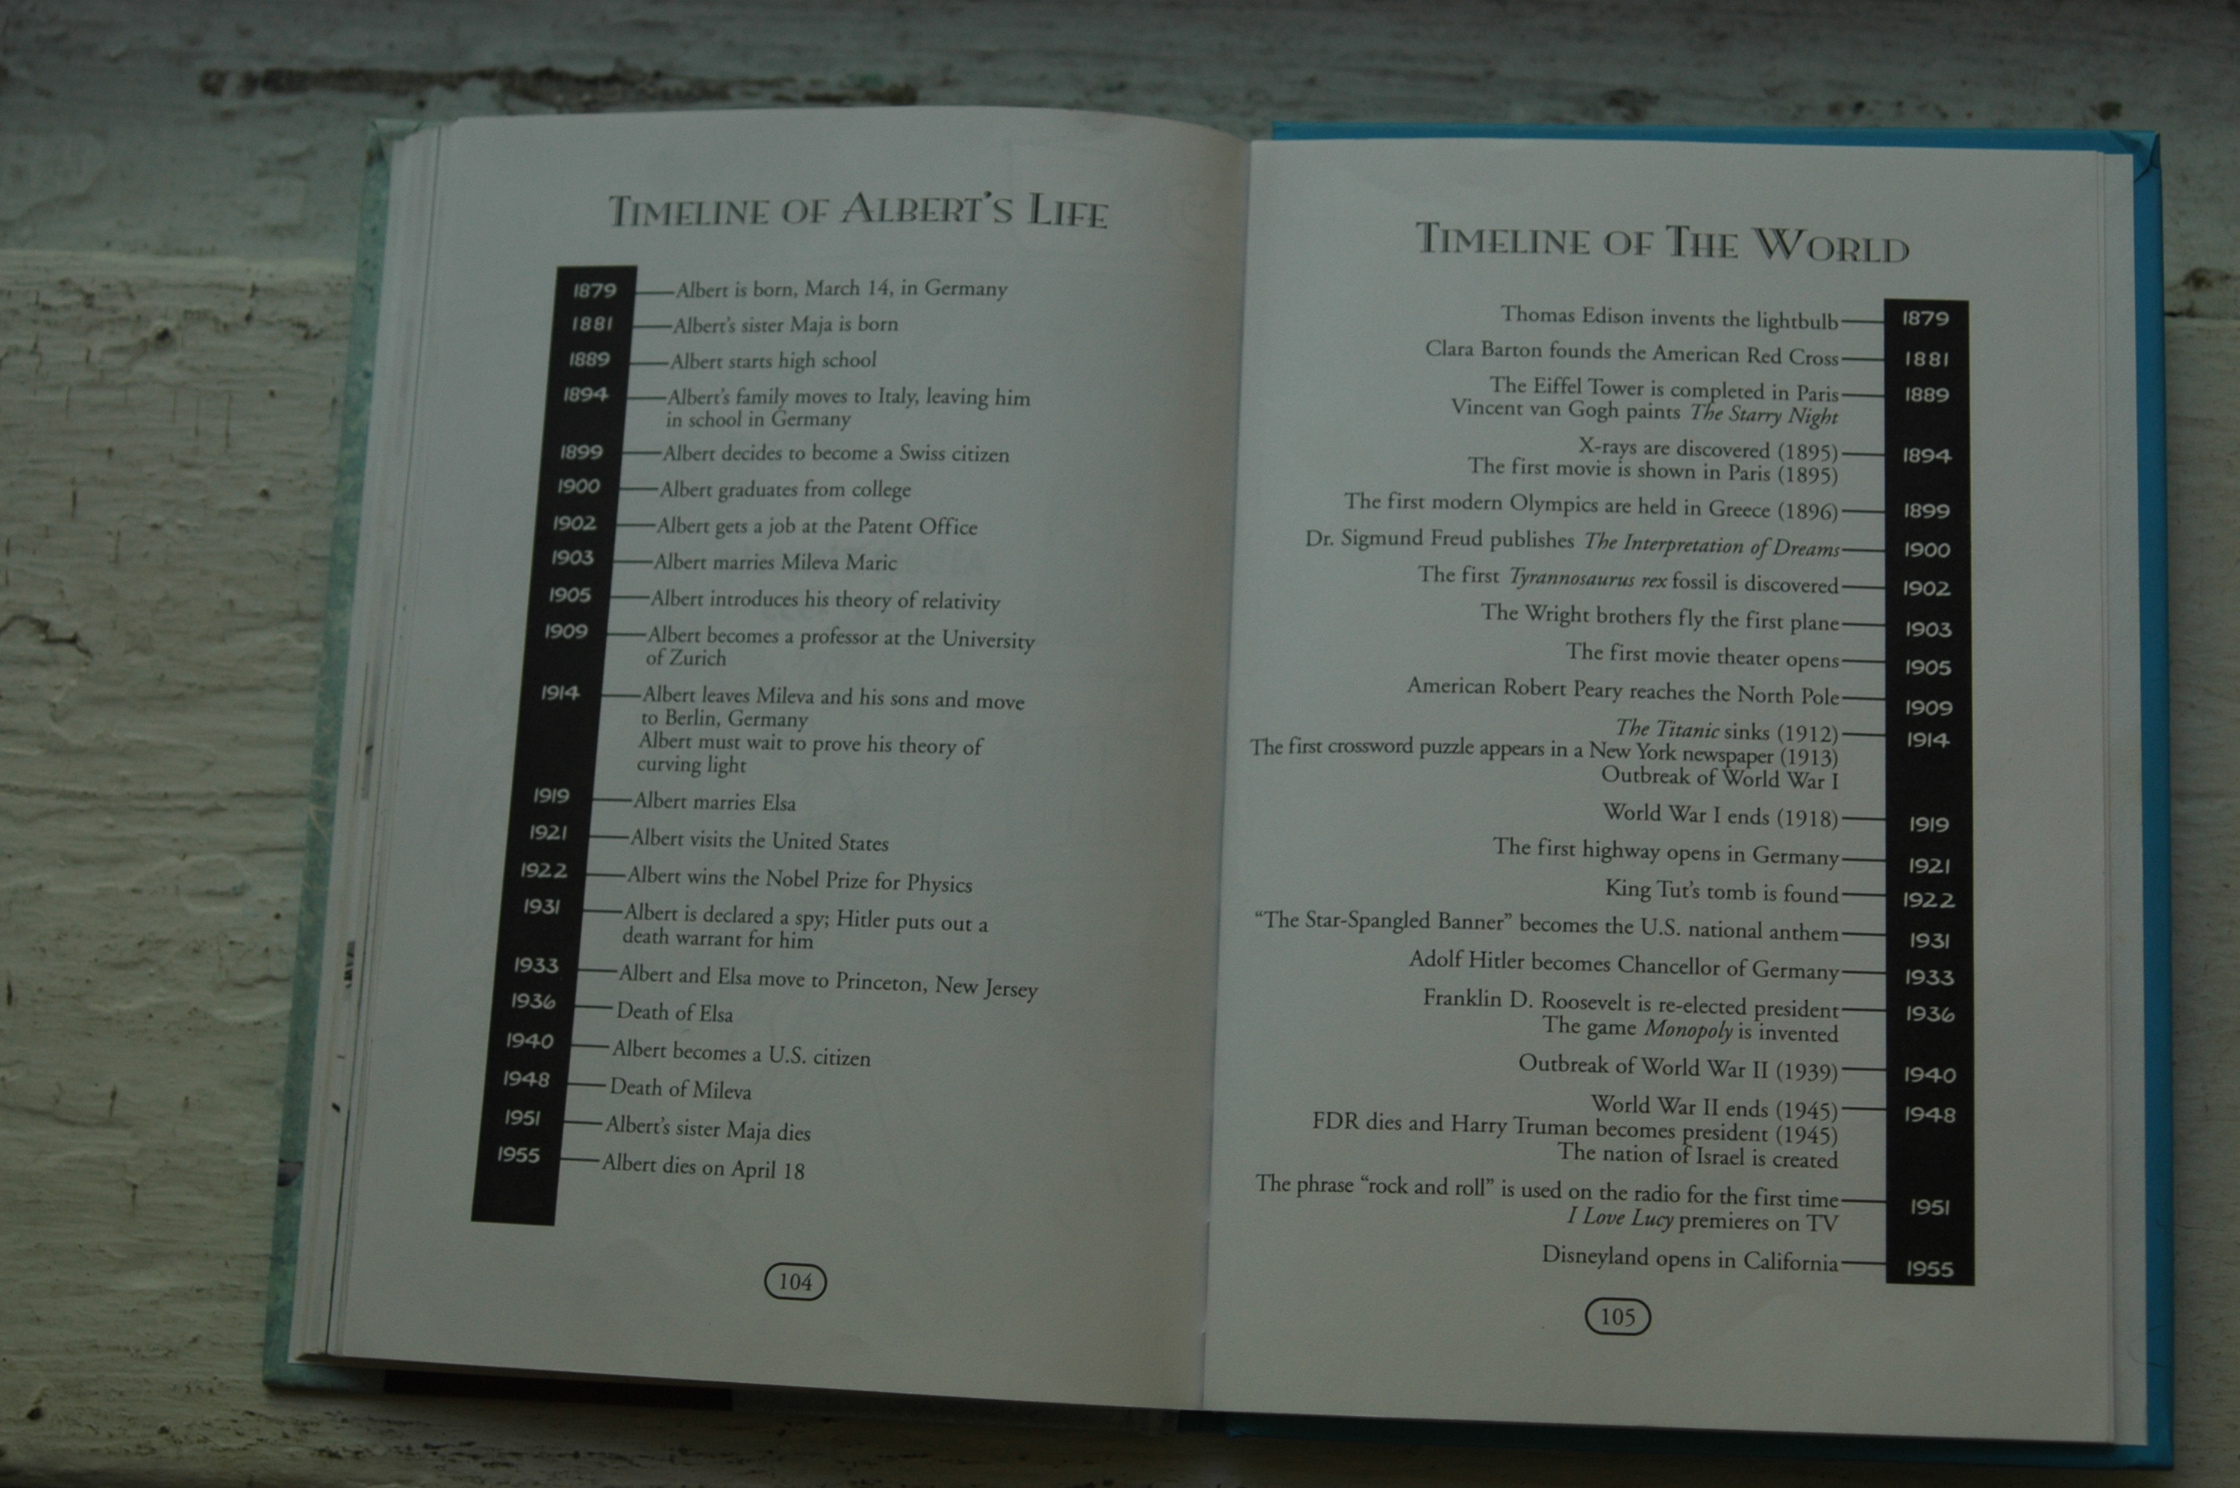 TIMELINE OF ALBERT'S LIFE
1879 Albert is born, March 14, in Germany
1881 Albert's sister Maja is born
1889 Albert starts high school
1894 Albert's family moves to Italy, leaving him
in school in Germany
1899 Albert decides to become a Swiss citizen
1900 Albert graduates from college
1902 Albert gets a job at the Patent Office
1903 Albert marries Mileva Maric
1905 Albert introduces his theory of relativity
1909 Albert becomes a professor at the University
of Zurich
1914 Albert leaves Mileva and his sons and move
to Berlin, Germany
Albert must wait to prove his theory of
curving light
1919 Albert marries Elsa
1921 Albert visits the United States
1922 Albert wins the Nobel Prize for Physics
1931 Albert is declared a spy; Hitler puts out a
death warrant for him
1933 Albert and Elsa move to Princeton, New Jersey
1936 Death of Elsa
1940 Albert becomes a U.S. citizen
1948 Death of Mileva
1951 Albert's sister Maja dies
1955 Albert dies on April 18
104
TIMELINE OF THE WORLD
Thomas Edison invents the lightbulb 1879
Clara Barton founds the American Red Cross 1881
The Eiffel Tower is completed in Paris 1889
Vincent van Gogh paints The Starry Night
X-rays are discovered (1895) 1894
The first movie is shown in Paris (1895)
The first modern Olympics are held in Greece (1896) 1899
Dr. Sigmund Freud publishes The Interpretation of Dreams 1900
The first Tyrannosaurus rex fossil is discovered 1902
The Wright brothers fly the first plane 1903
The first movie theater opens 1905
American Robert Peary reaches the North Pole 1909
The Titanic sinks (1912) 1914
The first crossword puzzle appears in a New York newspaper (1913)
Outbreak of World War I
World War I ends (1918) 1919
The first highway opens in Germany 1921
King Tut's tomb is found 1922
"The Star-Spangled Banner" becomes the U.S. national anthem 1931
Adolf Hitler becomes Chancellor of Germany 1933
Franklin D. Roosevelt is re-elected president 1936
The game Monopoly is invented
Outbreak of World War II (1939) 1940
World War II ends (1945) 1948
FDR dies and Harry Truman becomes president (1945)
The nation of Israel is created
The phrase "rock and roll" is used on the radio for the first time 1951
I Love Lucy premieres on TV
Disneyland opens in California 1955
105